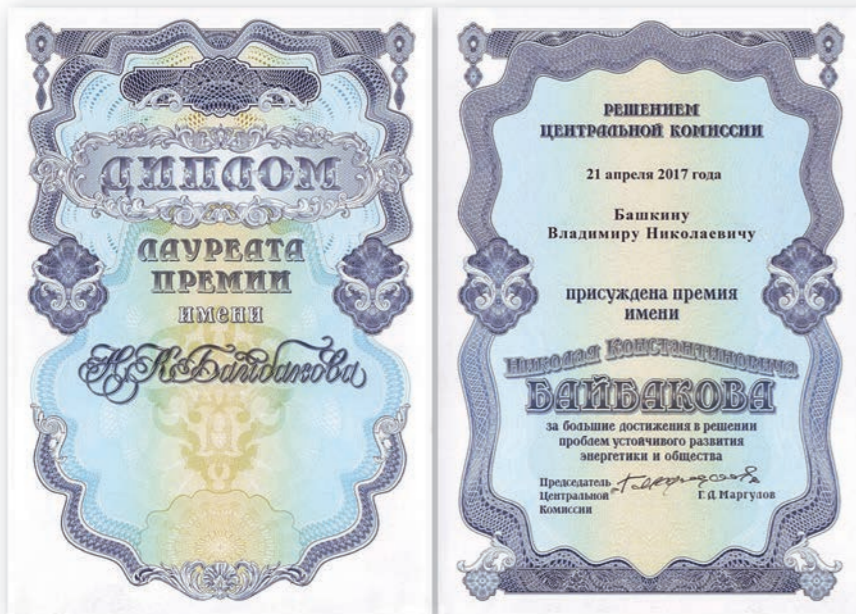 ДИПЛОМ
ЛАУРЕАТА
ПРЕМИИ
ИМЕНИ
Н.К.Байбакова
РЕШЕНИЕМ
ЦЕНТРАЛЬНОЙ КОМИССИИ
21 апреля 2017 года
Башкину
Владимиру Николаевичу
присуждена премия
имени
Николая Константиновича
БАЙБАКОВА
за большие достижения в решении
проблем устойчивого развития
энергетики и общества
Председатель
Центральной Г. Д. Маргулов
Комиссии